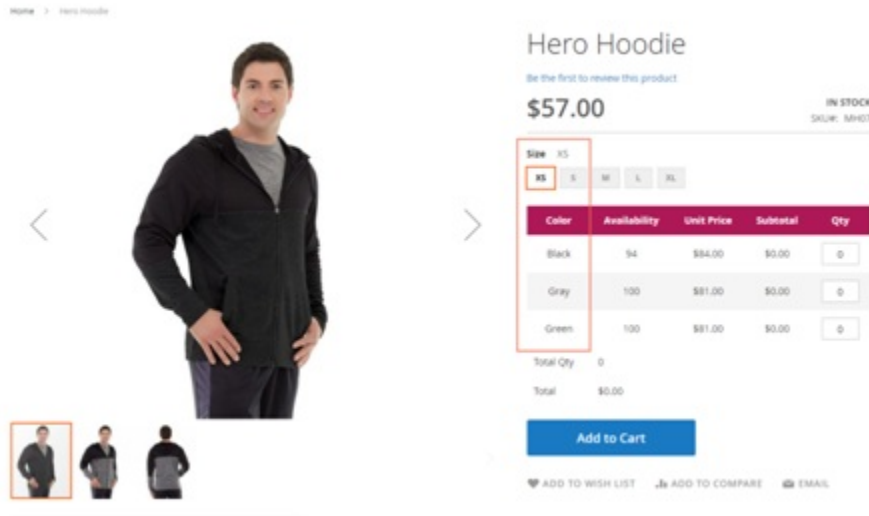 Home > Hero Hoodie
Hero Hoodie
Be the first to review this product
$57.00
IN STOCK
SKU#: MH07
Size XS
XS S M L XL
Color Availability Unit Price Subtotal Qty
Black 94 $84.00 $0.00 0
Gray 100 $81.00 $0.00 0
Green 100 $81.00 $0.00 0
Total Qty 0
Total $0.00
Add to Cart
ADD TO WISH LIST ADD TO COMPARE EMAIL